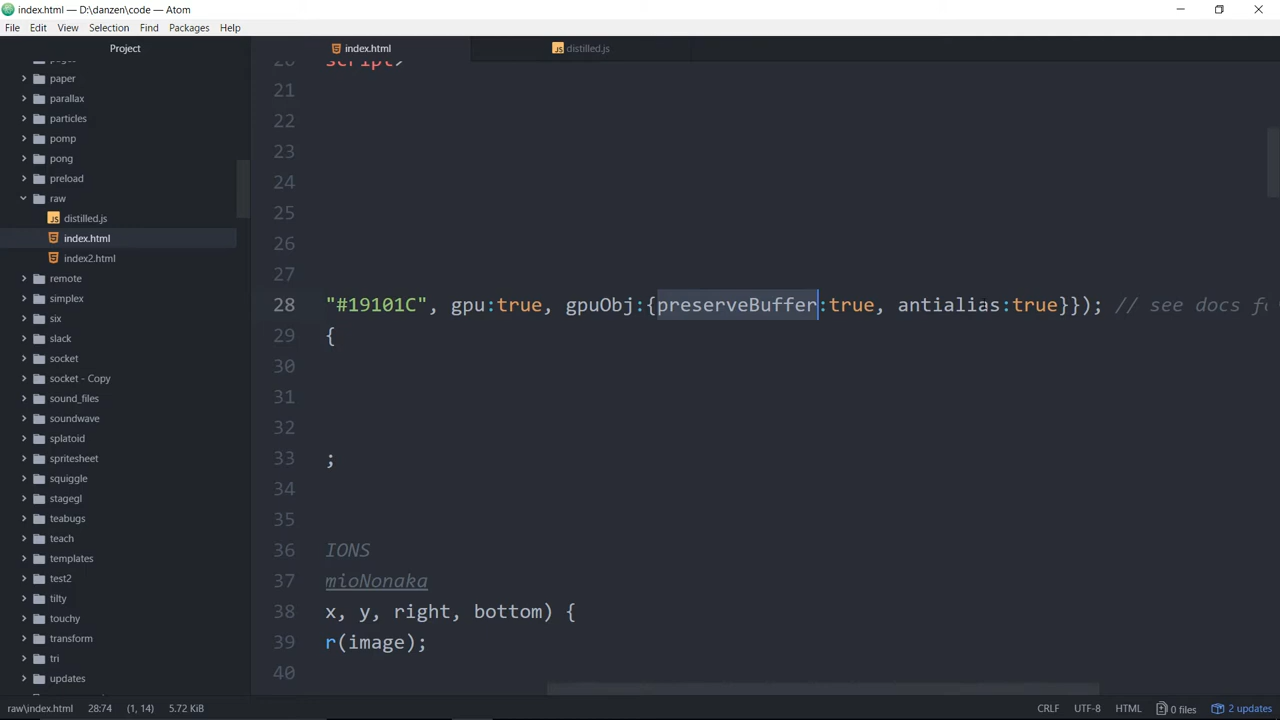 index.html — D:\danzen\code — Atom
File Edit View Selection Find Packages Help
Project
index.html
distilled.js
paper
parallax
particles
pomp
pong
preload
raw
distilled.js
index.html
index2.html
remote
simplex
six
slack
socket
socket - Copy
sound_files
soundwave
splatoid
spritesheet
squiggle
stagegl
teabugs
teach
templates
test2
tilty
touchy
transform
tri
updates
20 script>
21
22
23
24
25
26
27
28 "#19101C", gpu:true, gpuObj:{preserveBuffer:true, antialias:true}}); // see docs fo
29 {
30
31
32
33 ;
34
35
36 IONS
37 mioNonaka
38 x, y, right, bottom) {
39 r(image);
40
raw\index.html 28:74 (1, 14) 5.72 KiB CRLF UTF-8 HTML 0 files 2 updates